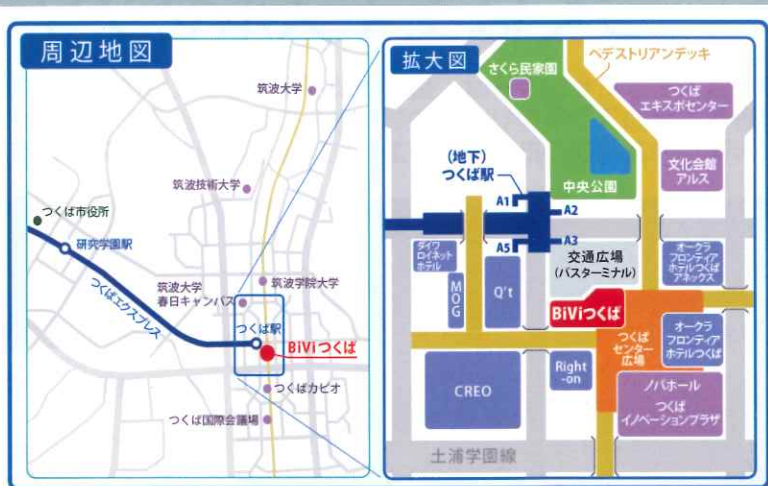 周辺地図
筑波大学
筑波技術大学
つくば市役所
研究学園駅
つくばエクスプレス
筑波大学
春日キャンパス
筑波学院大学
つくば駅
BiViつくば
つくばカピオ
つくば国際会議場
拡大図
ペデストリアンデッキ
さくら民家園
つくば
エキスポセンター
(地下)
つくば駅
中央公園
文化会館
アルス
A1
A2
A3
A5
交通広場
(バスターミナル)
ダイワ
ロイネット
ホテル
MOG
Q't
BiViつくば
オークラ
フロンティア
ホテルつくば
アネックス
つくば
センター
広場
オークラ
フロンティア
ホテルつくば
CREO
Right
-on
ノバホール
つくば
イノベーションプラザ
土浦学園線